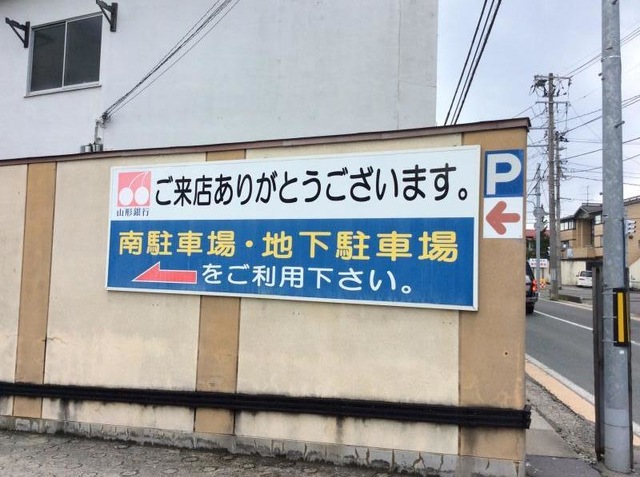 ご来店ありがとうございます。
山形銀行
南駐車場・地下駐車場
をご利用下さい。
P